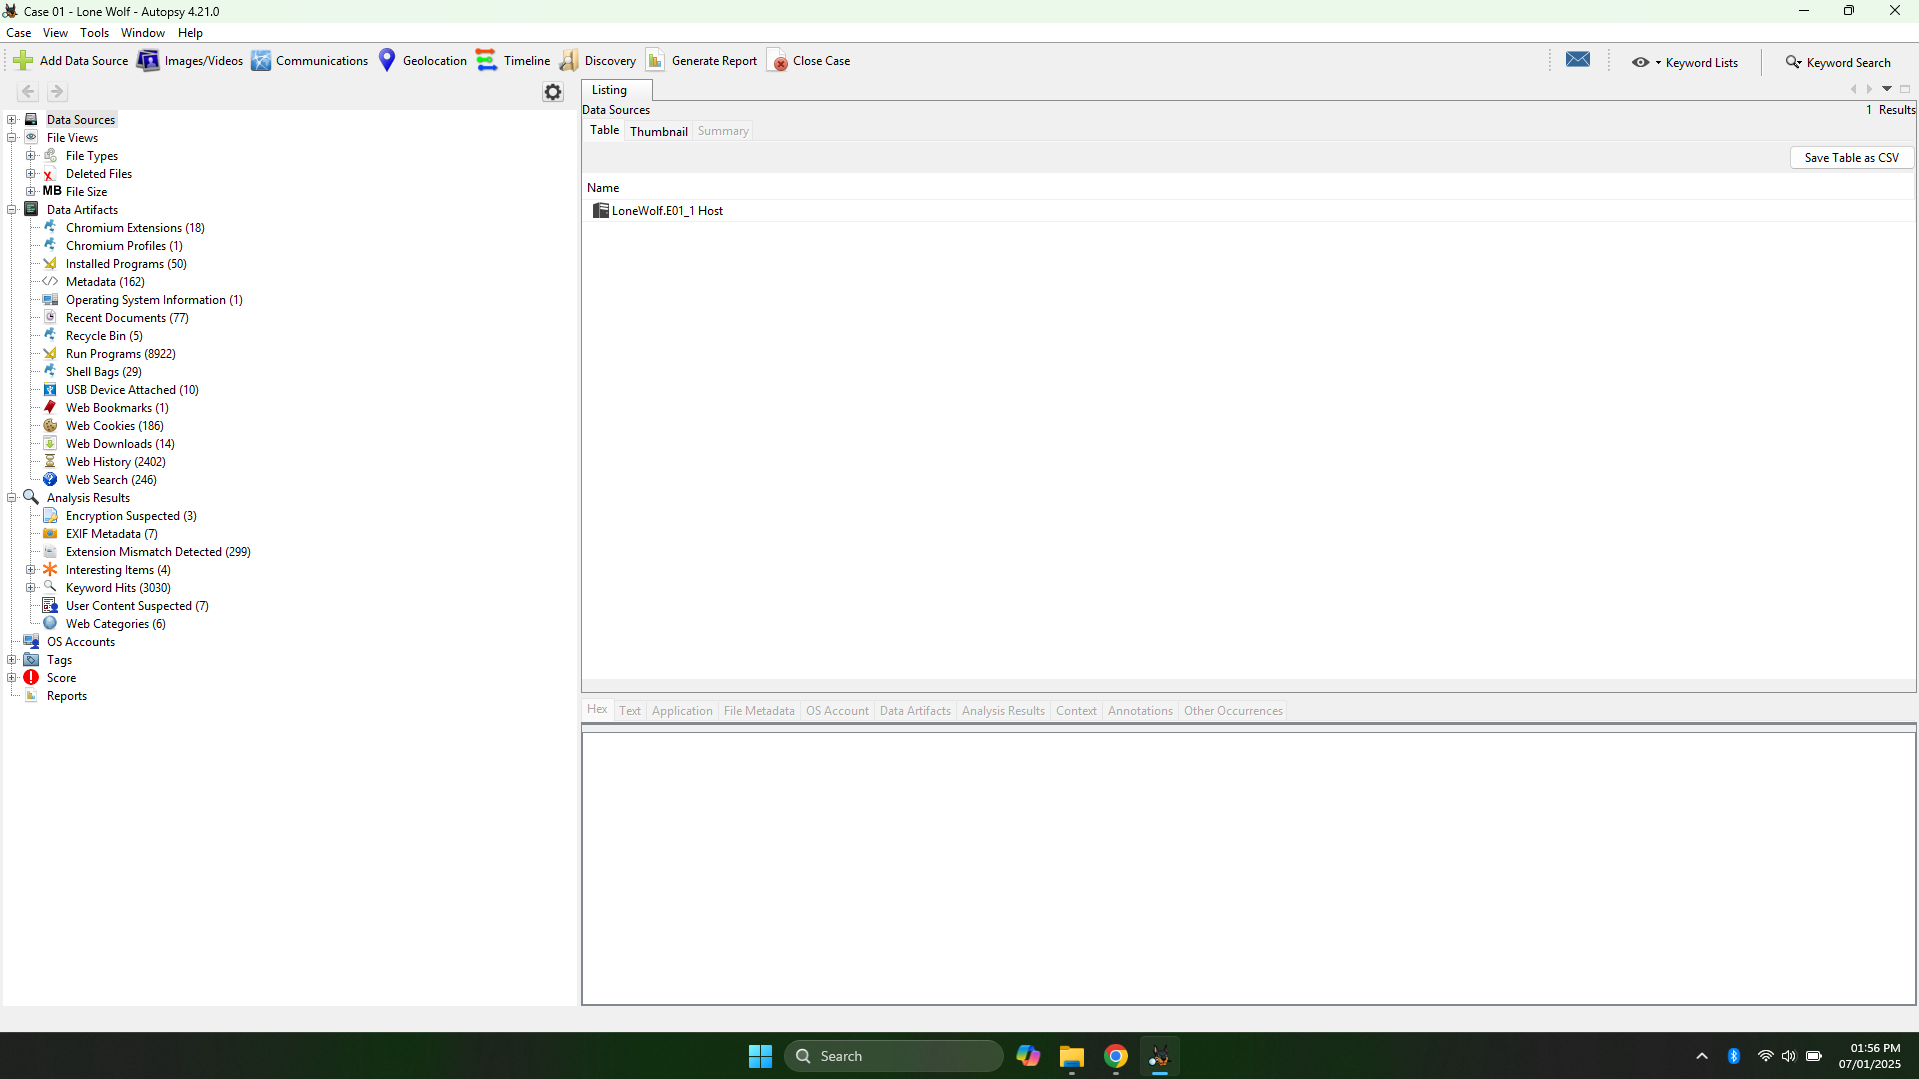 Case 01 - Lone Wolf - Autopsy 4.21.0
Case View Tools Window Help
Add Data Source Images/Videos Communications Geolocation Timeline Discovery Generate Report Close Case Keyword Lists Keyword Search
Data Sources
File Views
File Types
Deleted Files
MB File Size
Data Artifacts
Chromium Extensions (18)
Chromium Profiles (1)
Installed Programs (50)
Metadata (162)
Operating System Information (1)
Recent Documents (77)
Recycle Bin (5)
Run Programs (8922)
Shell Bags (29)
USB Device Attached (10)
Web Bookmarks (1)
Web Cookies (186)
Web Downloads (14)
Web History (2402)
Web Search (246)
Analysis Results
Encryption Suspected (3)
EXIF Metadata (7)
Extension Mismatch Detected (299)
Interesting Items (4)
Keyword Hits (3030)
User Content Suspected (7)
Web Categories (6)
OS Accounts
Tags
Score
Reports
Listing
Data Sources 1 Results
Table Thumbnail Summary
Save Table as CSV
Name
LoneWolf.E01_1 Host
Hex Text Application File Metadata OS Account Data Artifacts Analysis Results Context Annotations Other Occurrences
Search
01:56 PM
07/01/2025